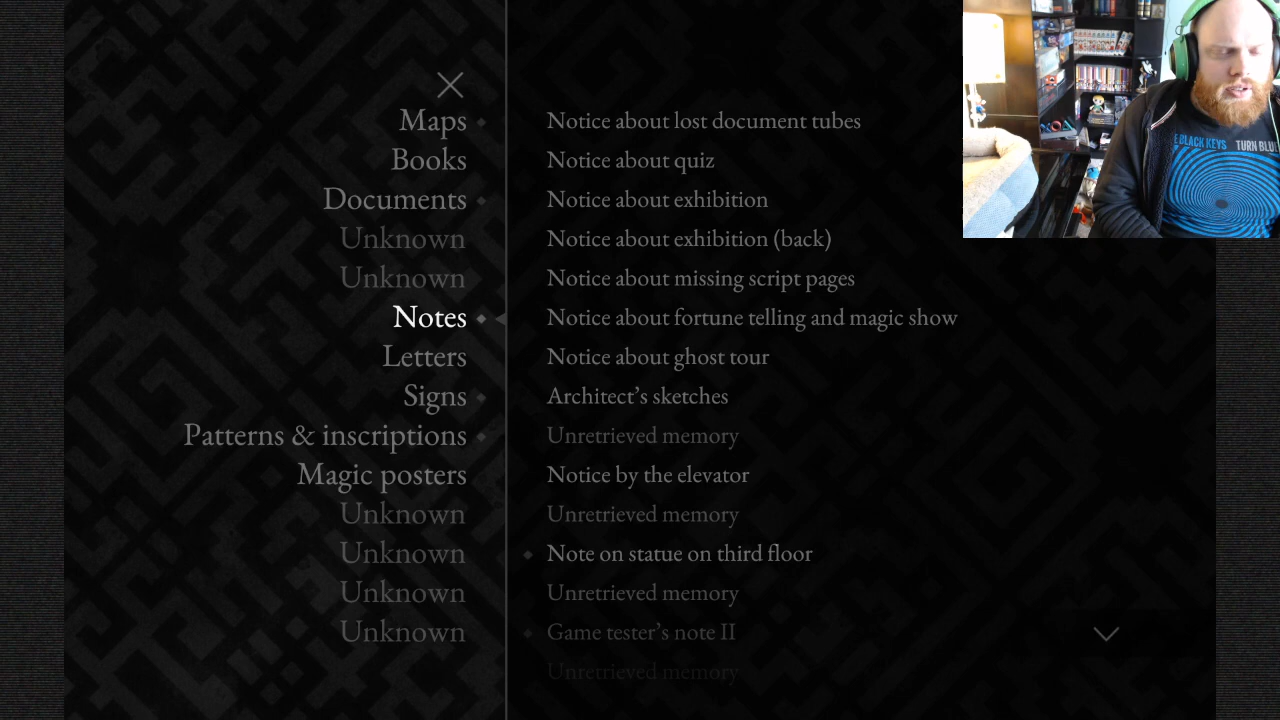 Maps
Books
Documents
Unknown
Unknown
Notes
Letters
Signs
Patterns & inscriptions
Magic posters
Unknown
Unknown
Unknown
Unknown
Notice about lost document tubes
Notice about quiz
Notice about exhibition
Notice about exhibition (back)
Notice about missing script pages
Notice about fortune telling and magic show
Notice about ghost tour
Architect’s sketches
Unretrieved memory
Notice by the elevator
Unretrieved memory
Note on statue on third floor
Unretrieved memory
Game tester’s note II
Unretrieved memory
BLACK KEYS TURN